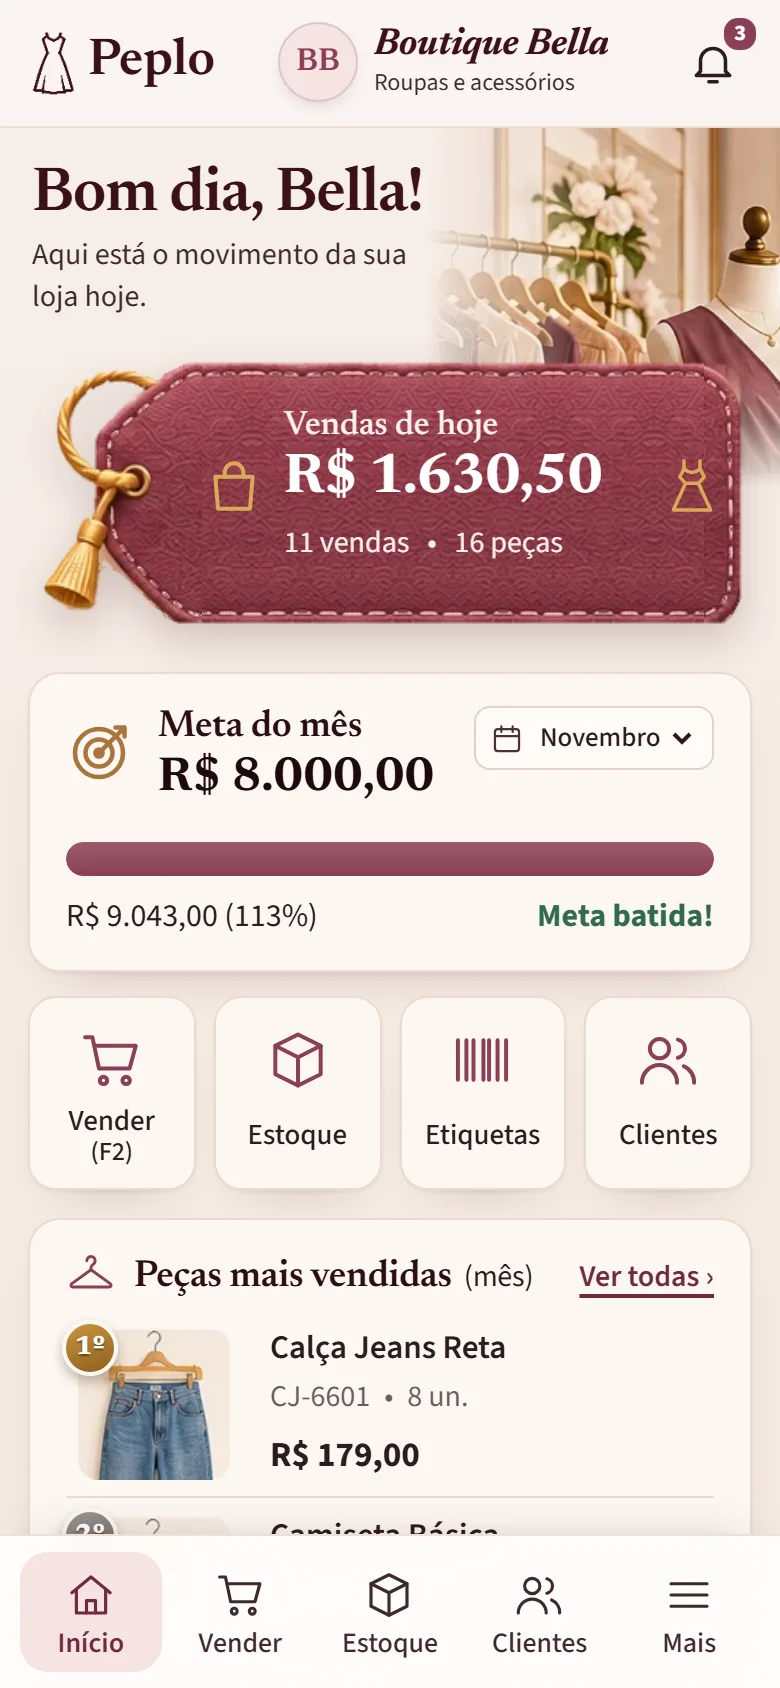 Peplo
BB
Boutique Bella
Roupas e acessórios
3
Bom dia, Bella!
Aqui está o movimento da sua
loja hoje.
Vendas de hoje
R$ 1.630,50
11 vendas • 16 peças
Meta do mês
R$ 8.000,00
Novembro
R$ 9.043,00 (113%)
Meta batida!
Vender
(F2)
Estoque
Etiquetas
Clientes
Peças mais vendidas (mês)
Ver todas ›
1º
Calça Jeans Reta
CJ-6601 • 8 un.
R$ 179,00
2º
Camiseta Básica
Início
Vender
Estoque
Clientes
Mais